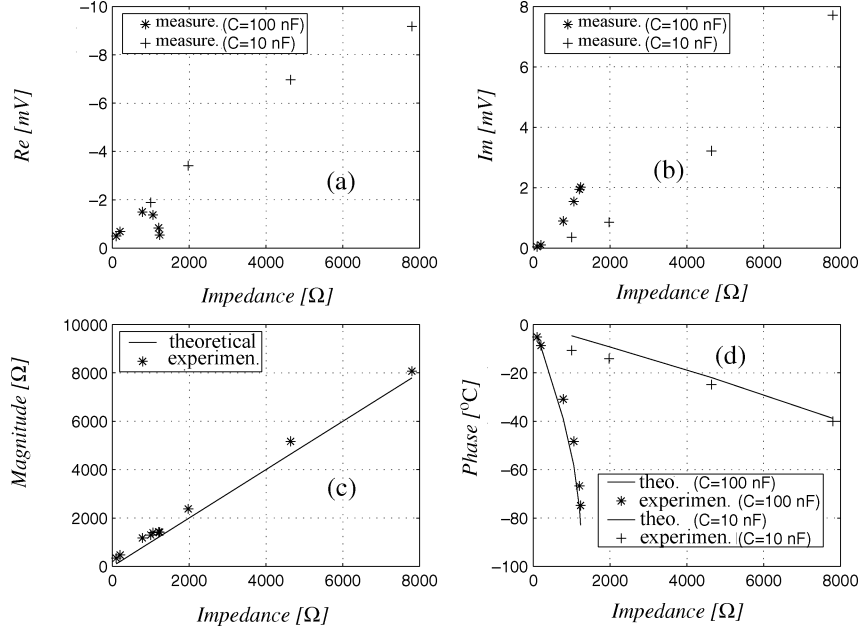 −10
−8
−6
−4
−2
0
Re [mV]
measure. (C=100 nF)
measure. (C=10 nF)
(a)
0 2000 4000 6000 8000
Impedance [Ω]
8
6
4
2
0
Im [mV]
measure. (C=100 nF)
measure. (C=10 nF)
(b)
0 2000 4000 6000 8000
Impedance [Ω]
10000
8000
6000
4000
2000
0
Magnitude [Ω]
theoretical
experimen.
(c)
0 2000 4000 6000 8000
Impedance [Ω]
0
−20
−40
−60
−80
−100
Phase [°C]
(d)
theo. (C=100 nF)
experimen. (C=100 nF)
theo. (C=10 nF)
experimen. (C=10 nF)
0 2000 4000 6000 8000
Impedance [Ω]